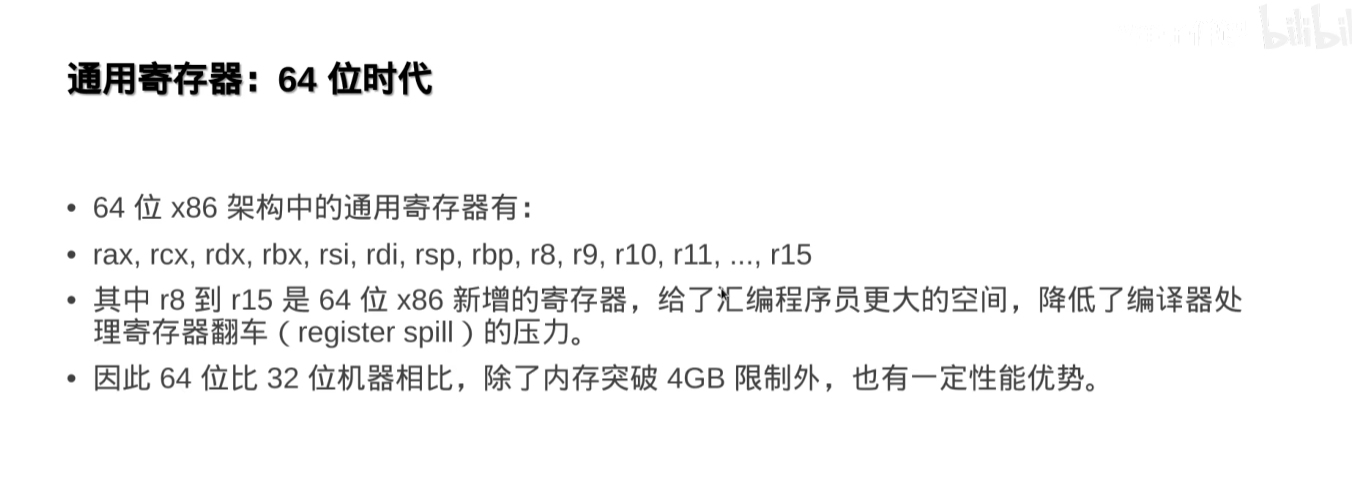 通用寄存器：64 位时代
• 64 位 x86 架构中的通用寄存器有：
• rax, rcx, rdx, rbx, rsi, rdi, rsp, rbp, r8, r9, r10, r11, ..., r15
• 其中 r8 到 r15 是 64 位 x86 新增的寄存器，给了汇编程序员更大的空间，降低了编译器处
理寄存器翻车（register spill）的压力。
• 因此 64 位比 32 位机器相比，除了内存突破 4GB 限制外，也有一定性能优势。